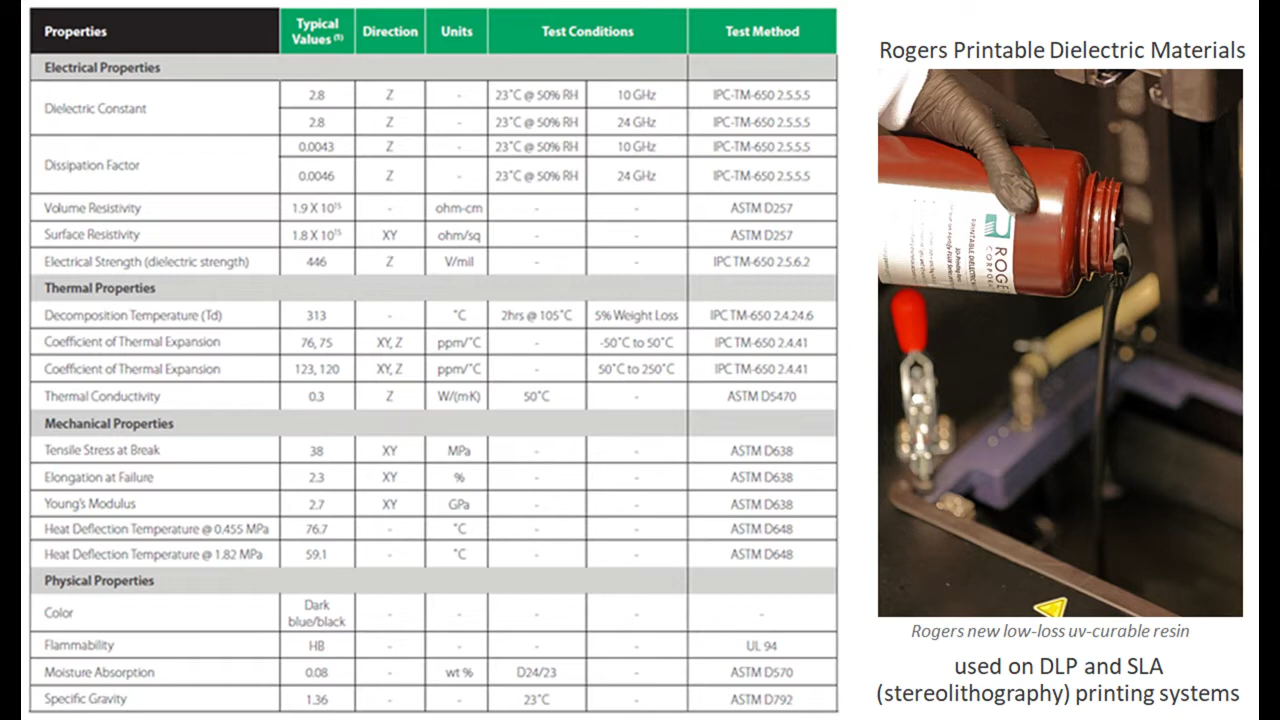 Properties Typical Values (1) Direction Units Test Conditions Test Method
Electrical Properties
Dielectric Constant 2.8 Z - 23˚C @ 50% RH 10 GHz IPC-TM-650 2.5.5.5
2.8 Z - 23˚C @ 50% RH 24 GHz IPC-TM-650 2.5.5.5
Dissipation Factor 0.0043 Z - 23˚C @ 50% RH 10 GHz IPC-TM-650 2.5.5.5
0.0046 Z - 23˚C @ 50% RH 24 GHz IPC-TM-650 2.5.5.5
Volume Resistivity 1.9 X 10¹⁵ - ohm-cm - - ASTM D257
Surface Resistivity 1.8 X 10¹⁵ XY ohm/sq - - ASTM D257
Electrical Strength (dielectric strength) 446 Z V/mil - - IPC-TM-650 2.5.6.2
Thermal Properties
Decomposition Temperature (Td) 313 - ˚C 2hrs @ 105˚C 5% Weight Loss IPC TM-650 2.4.24.6
Coefficient of Thermal Expansion 76, 75 XY, Z ppm/˚C - -50˚C to 50˚C IPC TM-650 2.4.41
Coefficient of Thermal Expansion 123, 120 XY, Z ppm/˚C - 50˚C to 250˚C IPC TM-650 2.4.41
Thermal Conductivity 0.3 Z W/(mK) 50˚C - ASTM D5470
Mechanical Properties
Tensile Stress at Break 38 XY MPa - - ASTM D638
Elongation at Failure 2.3 XY % - - ASTM D638
Young's Modulus 2.7 XY GPa - - ASTM D638
Heat Deflection Temperature @ 0.455 MPa 76.7 - ˚C - - ASTM D648
Heat Deflection Temperature @ 1.82 MPa 59.1 - ˚C - - ASTM D648
Physical Properties
Color Dark blue/black - - - - -
Flammability HB - - - - UL 94
Moisture Absorption 0.08 - wt % D24/23 - ASTM D570
Specific Gravity 1.36 - - 23˚C - ASTM D792
Rogers Printable Dielectric Materials
ROGE
CORPO
PRINTABLE DIELECTRIC
Rogers new low-loss uv-curable resin
used on DLP and SLA
(stereolithography) printing systems